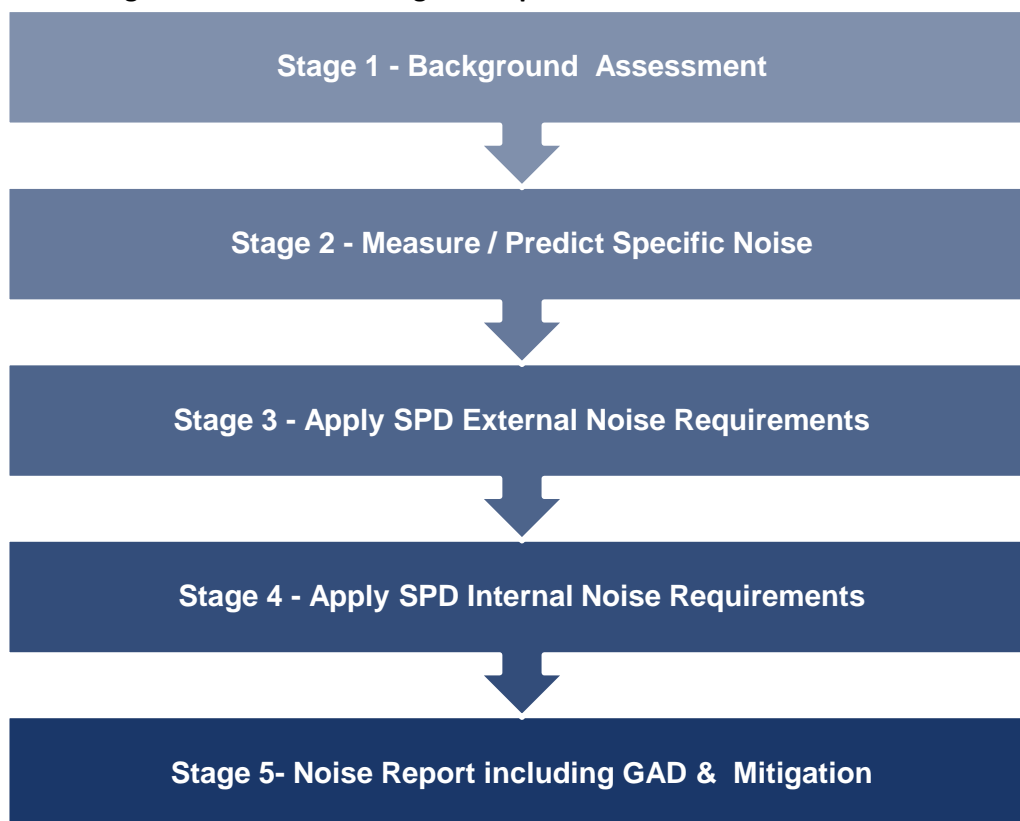 Stage 1 - Background Assessment
Stage 2 - Measure / Predict Specific Noise
Stage 3 - Apply SPD External Noise Requirements
Stage 4 - Apply SPD Internal Noise Requirements
Stage 5- Noise Report including GAD & Mitigation